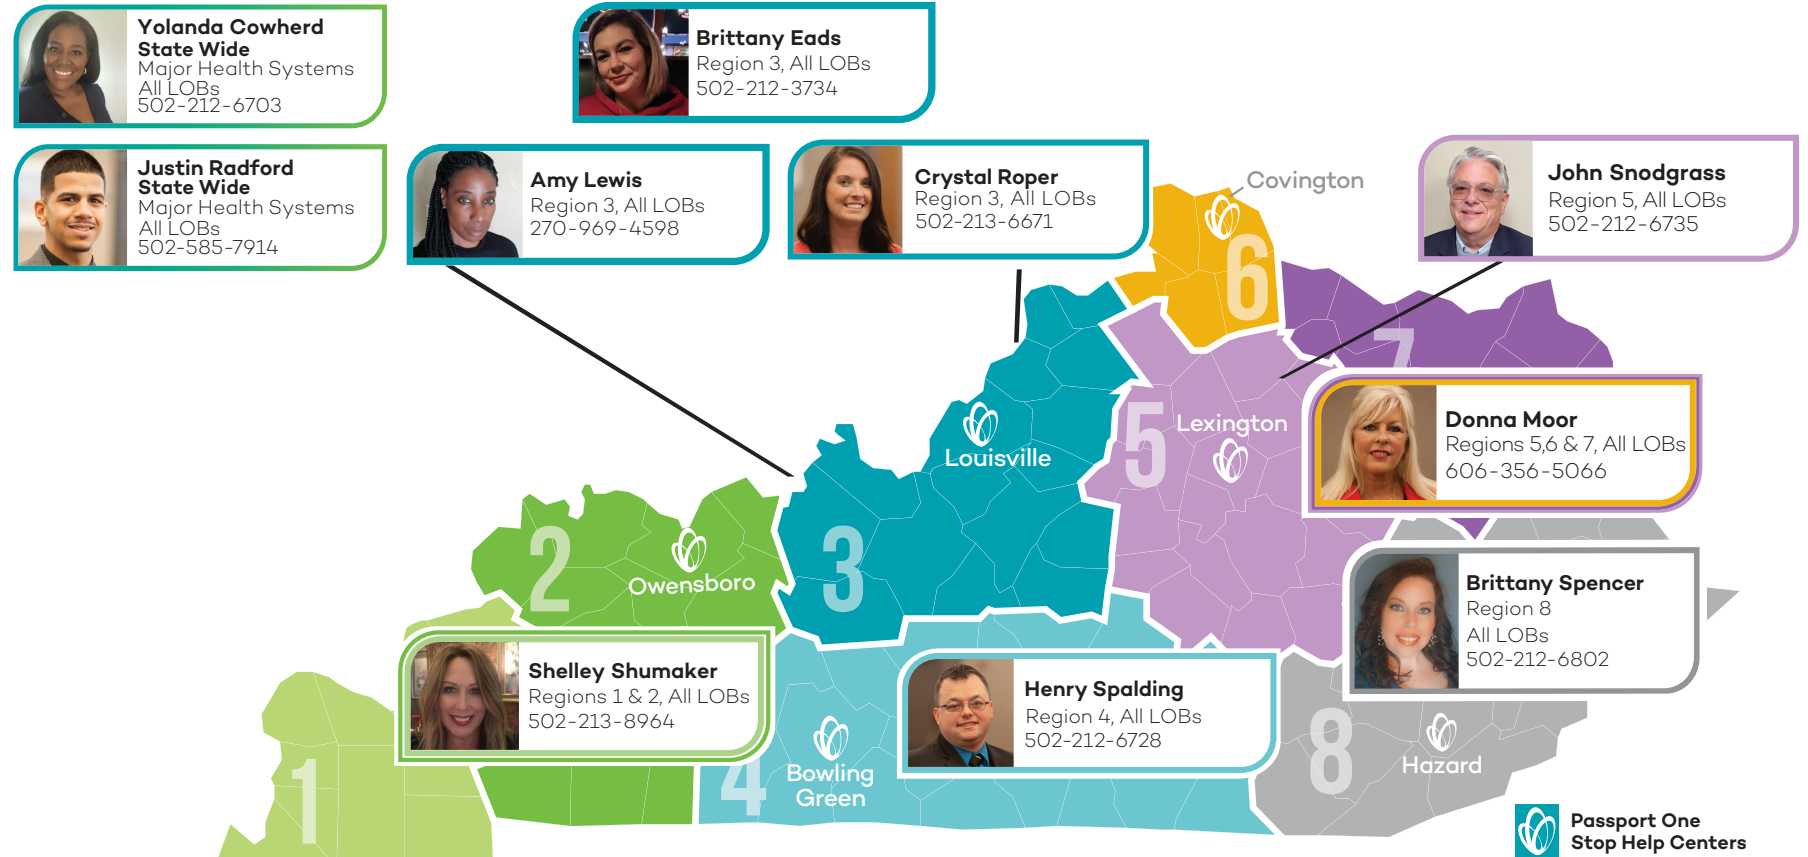 Yolanda Cowherd
State Wide
Major Health Systems
All LOBs
502-212-6703
Brittany Eads
Region 3, All LOBs
502-212-3734
Justin Radford
State Wide
Major Health Systems
All LOBs
502-585-7914
Amy Lewis
Region 3, All LOBs
270-969-4598
Crystal Roper
Region 3, All LOBs
502-213-6671
John Snodgrass
Region 5, All LOBs
502-212-6735
Covington
6
7
5
Lexington
Louisville
Donna Moor
Regions 5,6 & 7, All LOBs
606-356-5066
2
Owensboro
3
Brittany Spencer
Region 8
All LOBs
502-212-6802
Shelley Shumaker
Regions 1 & 2, All LOBs
502-213-8964
Henry Spalding
Region 4, All LOBs
502-212-6728
1
4
Bowling
Green
8
Hazard
Passport One
Stop Help Centers